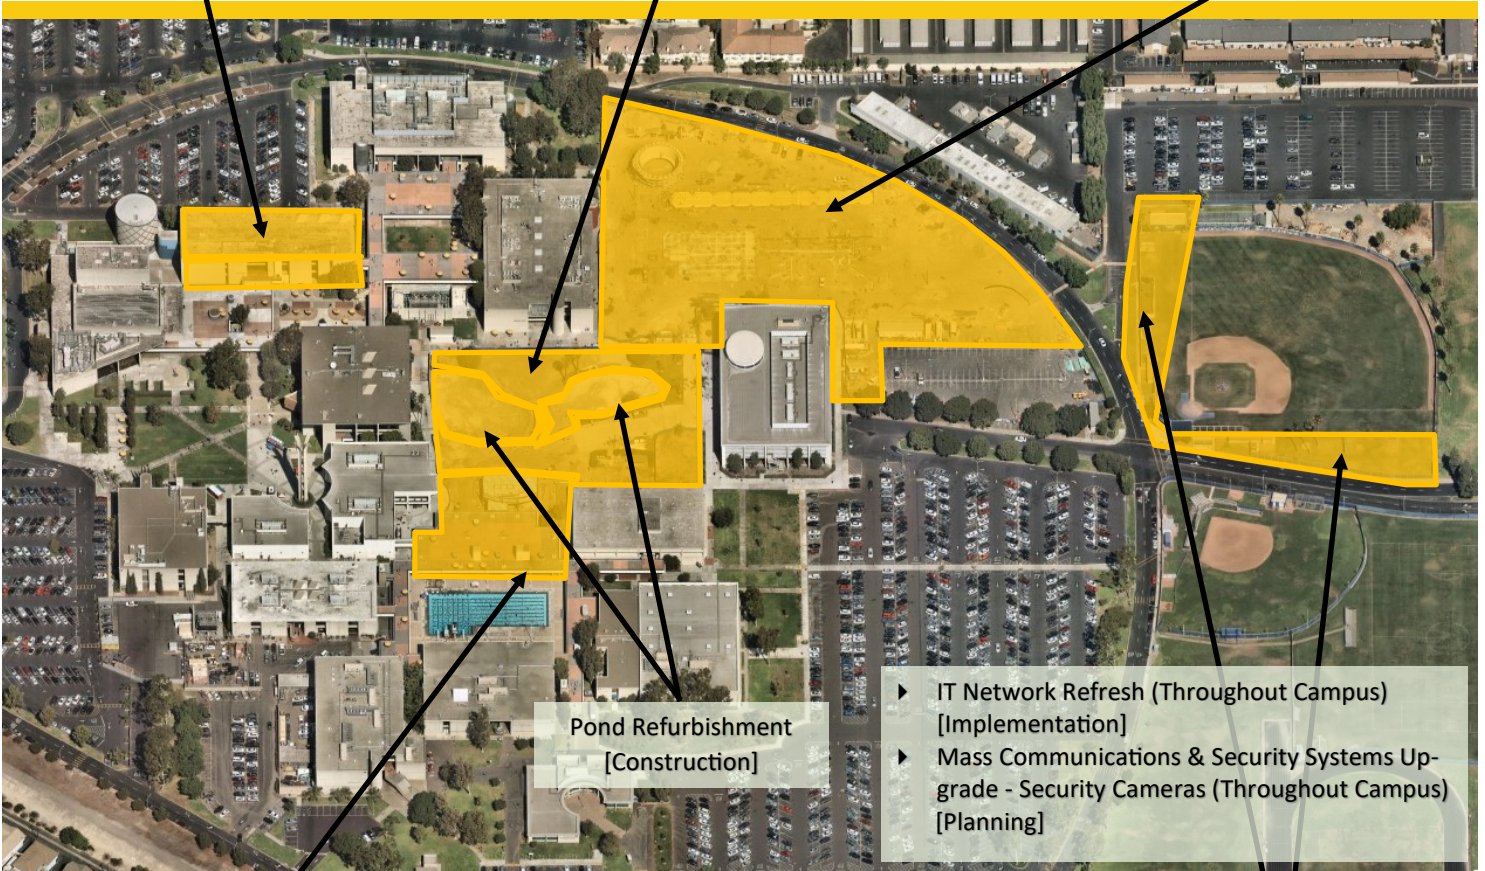 Pond Refurbishment
[Construction]
IT Network Refresh (Throughout Campus)
[Implementation]
Mass Communications & Security Systems Up-
grade - Security Cameras (Throughout Campus)
[Planning]